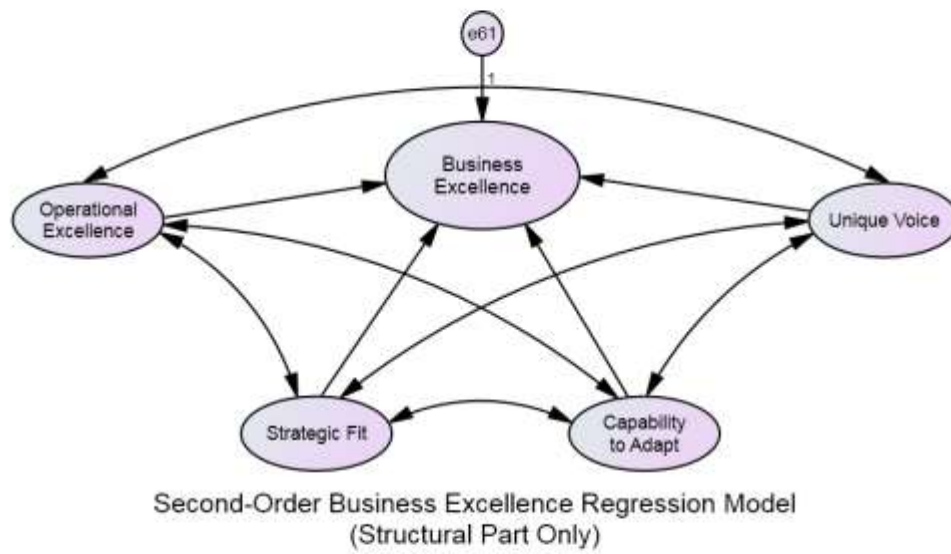 e61
1
Business
Excellence
Operational
Excellence
Unique Voice
Strategic Fit
Capability
to Adapt
Second-Order Business Excellence Regression Model
(Structural Part Only)